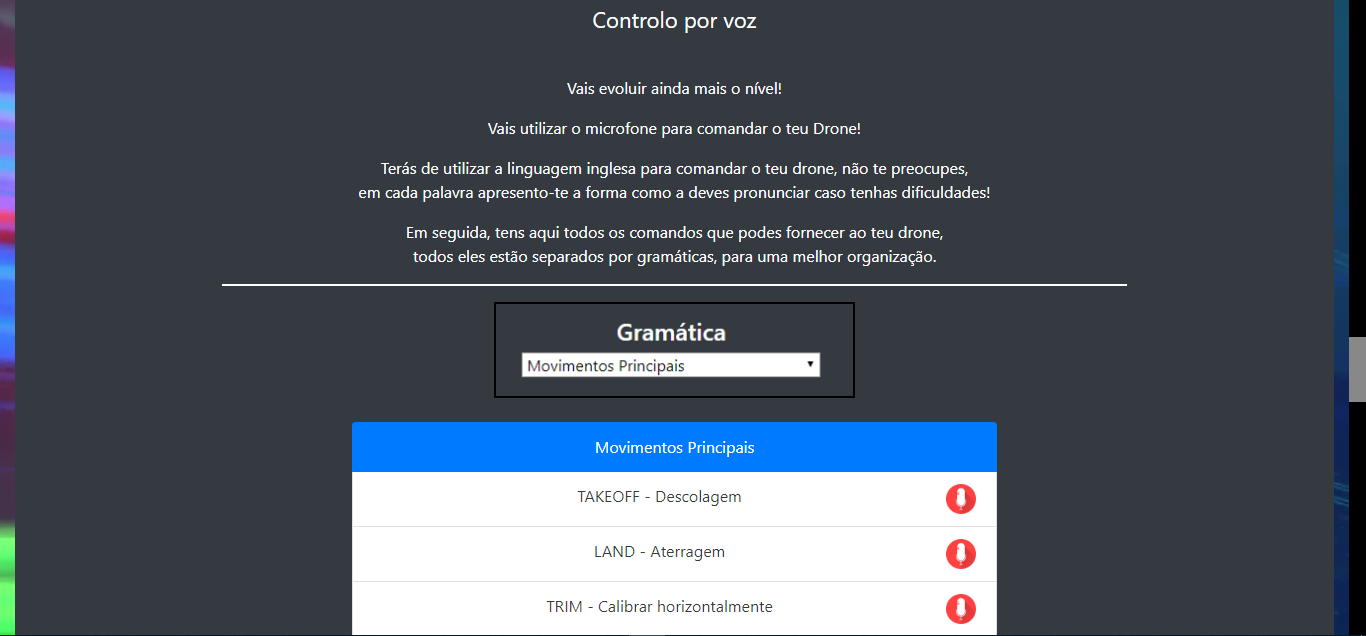 Controlo por voz
Vais evoluir ainda mais o nível!
Vais utilizar o microfone para comandar o teu Drone!
Terás de utilizar a linguagem inglesa para comandar o teu drone, não te preocupes,
em cada palavra apresento-te a forma como a deves pronunciar caso tenhas dificuldades!
Em seguida, tens aqui todos os comandos que podes fornecer ao teu drone,
todos eles estão separados por gramáticas, para uma melhor organização.
Gramática
Movimentos Principais
Movimentos Principais
TAKEOFF - Descolagem
LAND - Aterragem
TRIM - Calibrar horizontalmente